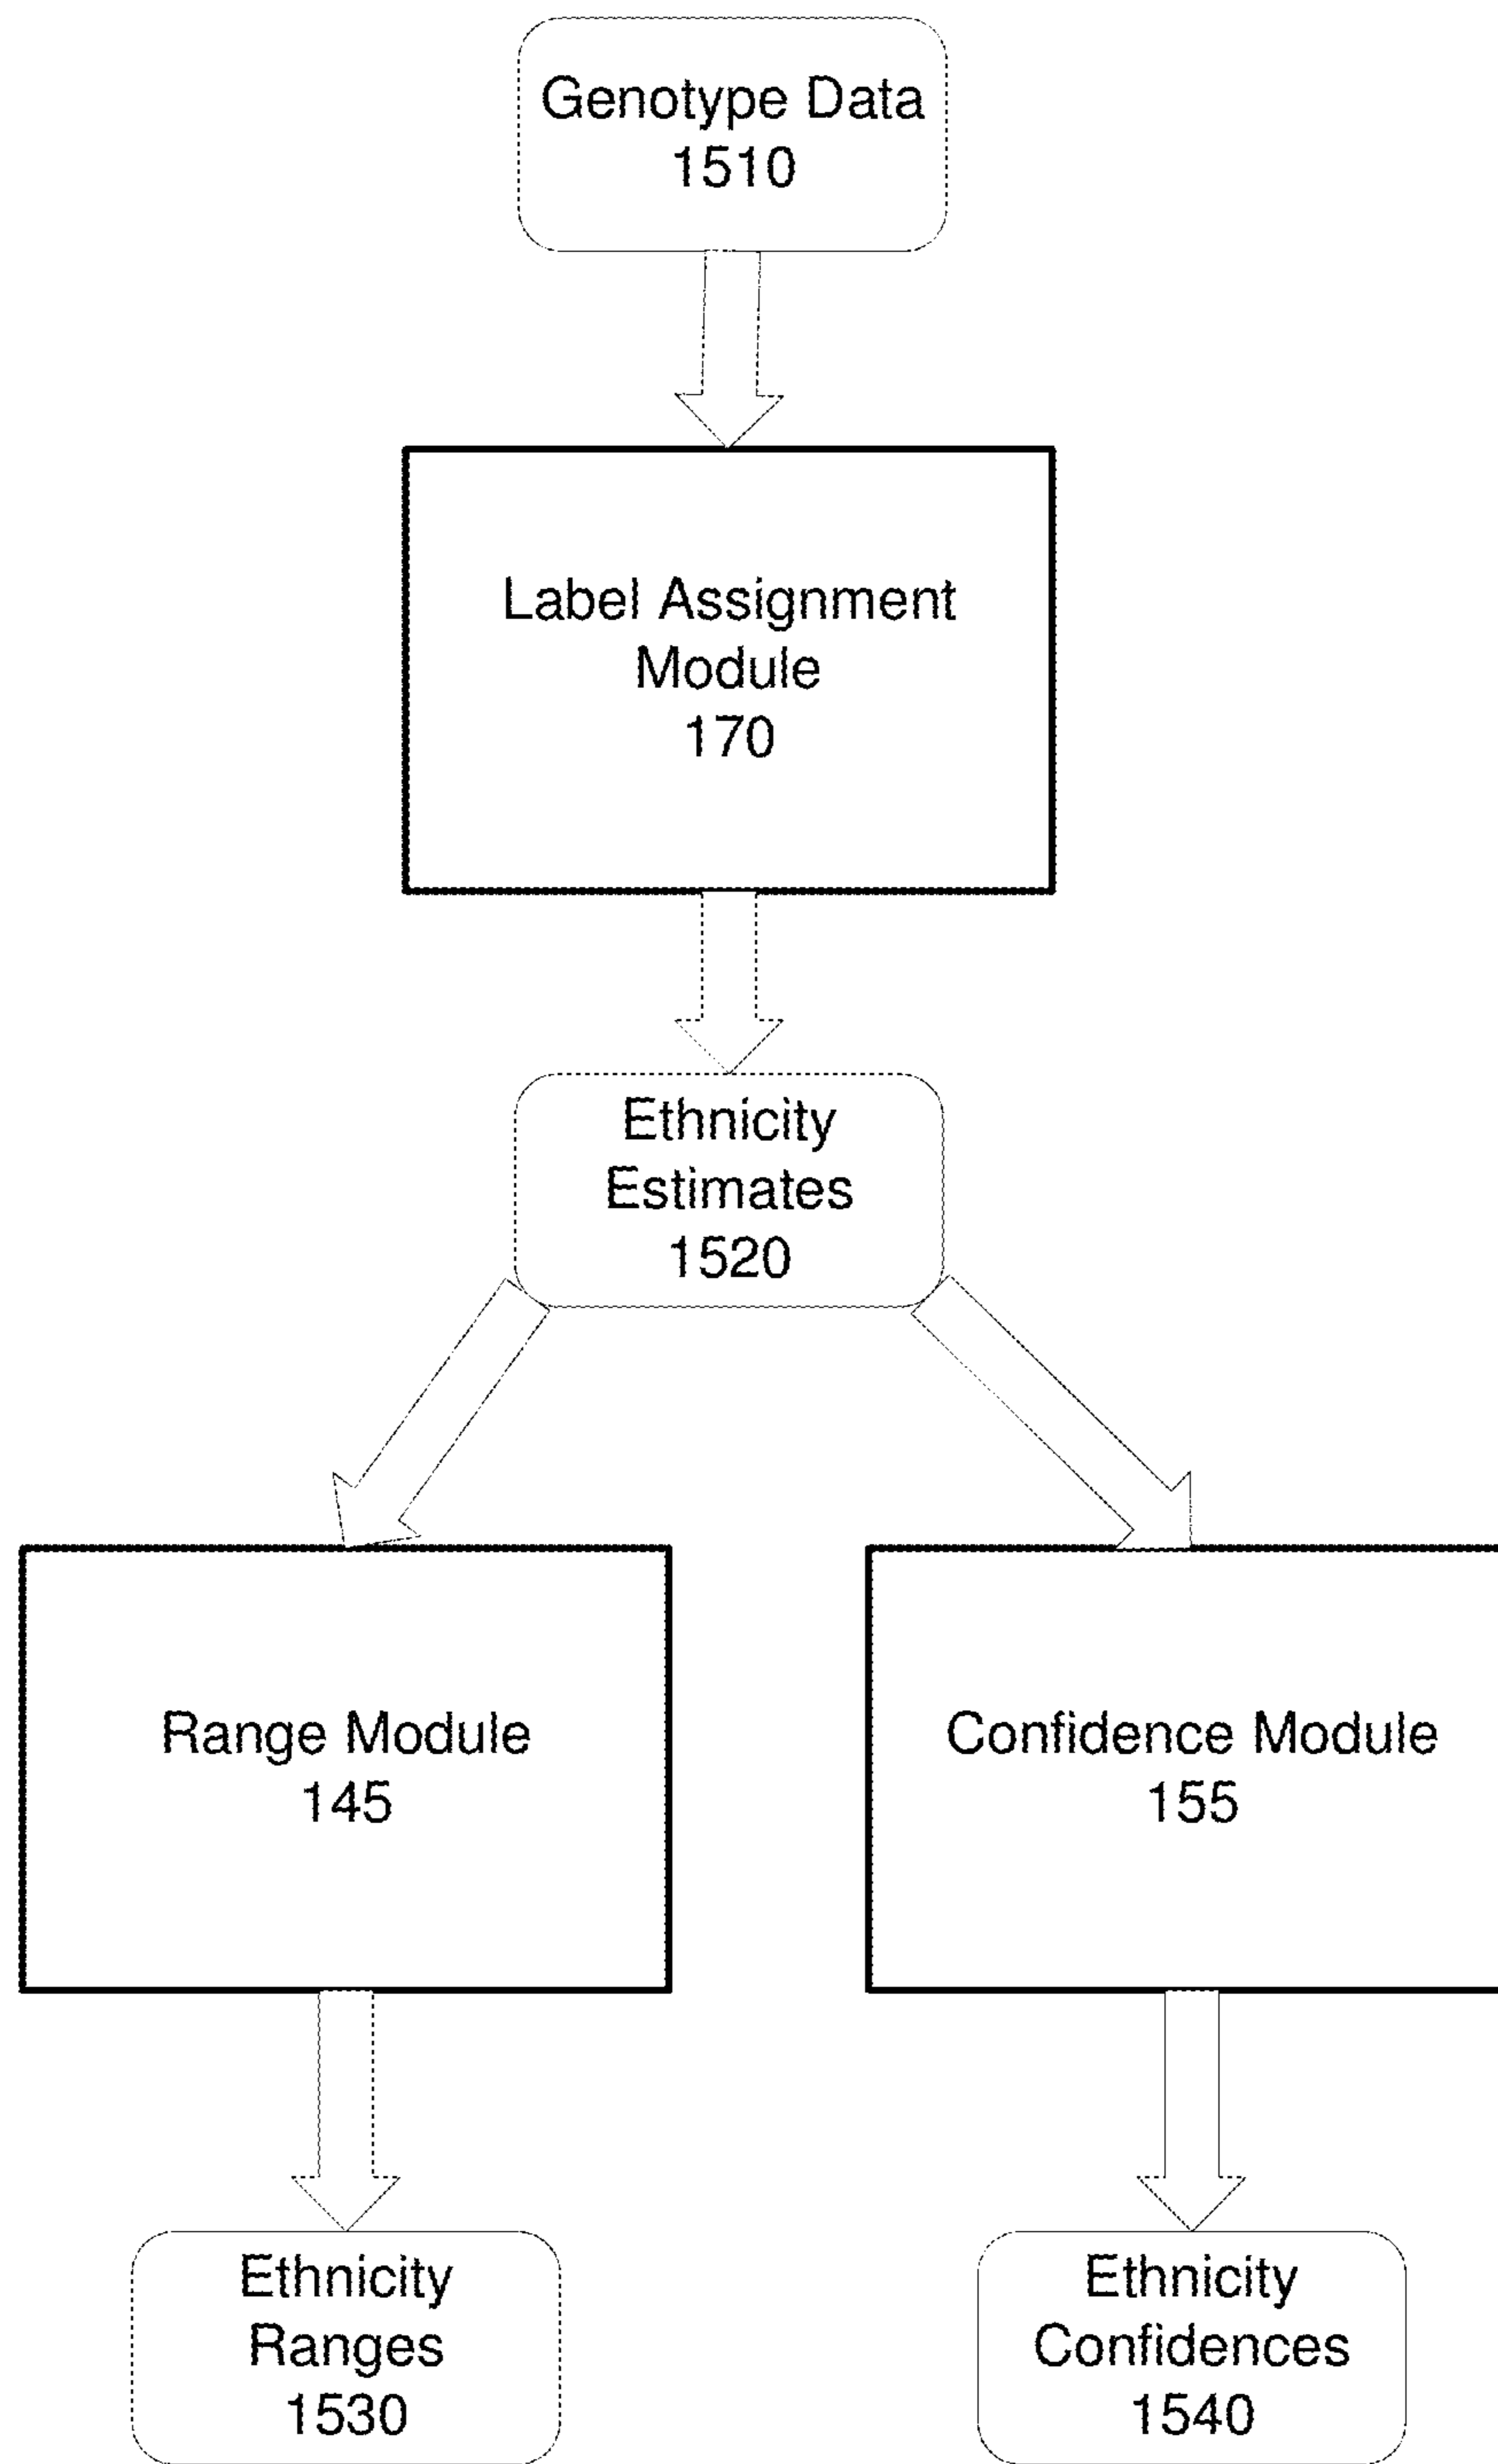 Genotype Data
1510
Label Assignment
Module
170
Ethnicity
Estimates
1520
Range Module
145
Confidence Module
155
Ethnicity
Ranges
1530
Ethnicity
Confidences
1540